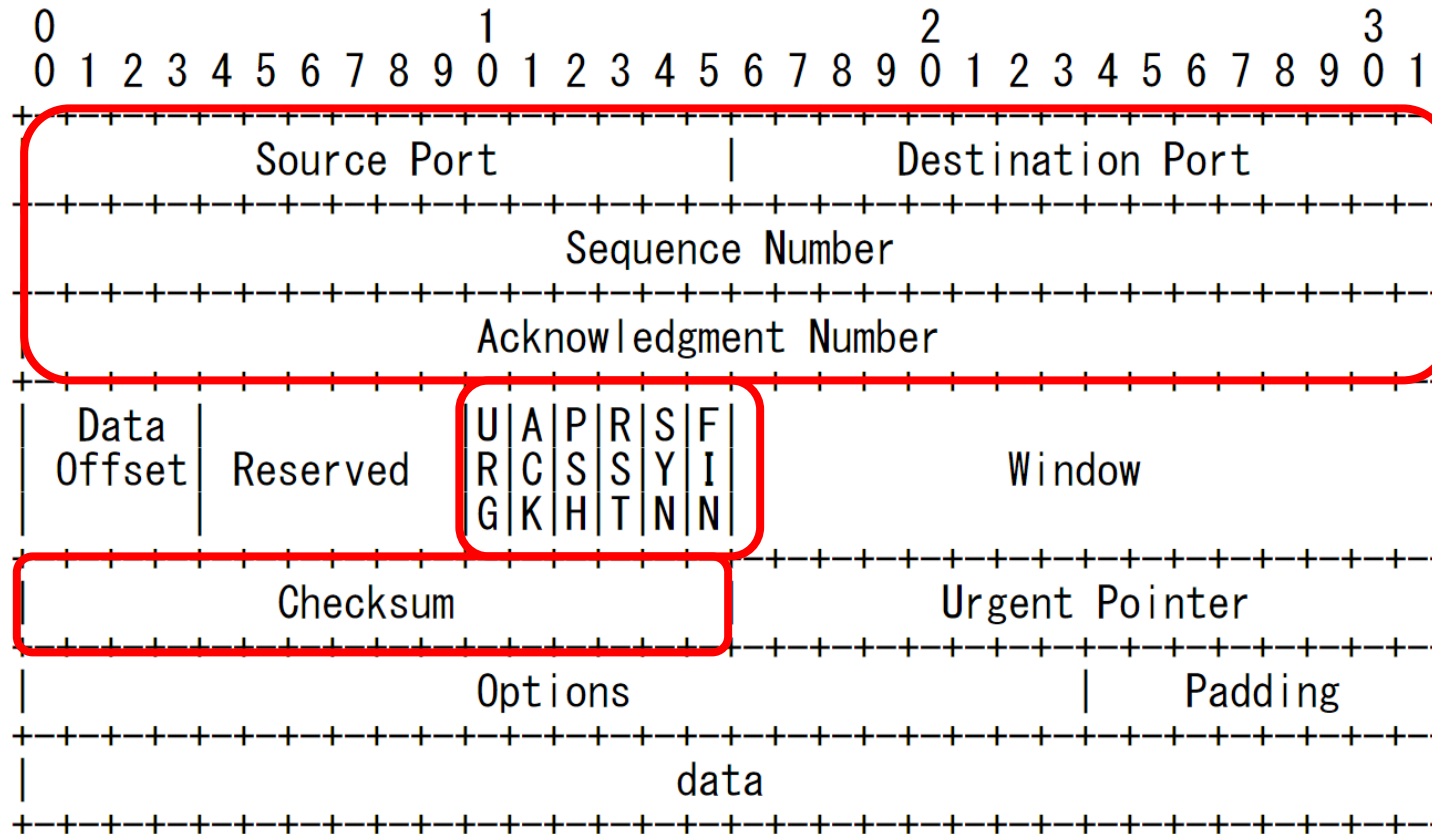 0                   1                   2                   3
0 1 2 3 4 5 6 7 8 9 0 1 2 3 4 5 6 7 8 9 0 1 2 3 4 5 6 7 8 9 0 1
+-+-+-+-+-+-+-+-+-+-+-+-+-+-+-+-+-+-+-+-+-+-+-+-+-+-+-+-+-+-+-+-
|          Source Port          |       Destination Port
+-+-+-+-+-+-+-+-+-+-+-+-+-+-+-+-+-+-+-+-+-+-+-+-+-+-+-+-+-+-+-+-
|                        Sequence Number
+-+-+-+-+-+-+-+-+-+-+-+-+-+-+-+-+-+-+-+-+-+-+-+-+-+-+-+-+-+-+-+-
|                    Acknowledgment Number
+-+-+-+-+-+-+-+-+-+-+-+-+-+-+-+-+-+-+-+-+-+-+-+-+-+-+-+-+-+-+-+-
|  Data |           |U|A|P|R|S|F|
| Offset| Reserved  |R|C|S|S|Y|I|            Window
|       |           |G|K|H|T|N|N|
+-+-+-+-+-+-+-+-+-+-+-+-+-+-+-+-+-+-+-+-+-+-+-+-+-+-+-+-+-+-+-+-
|           Checksum            |         Urgent Pointer
+-+-+-+-+-+-+-+-+-+-+-+-+-+-+-+-+-+-+-+-+-+-+-+-+-+-+-+-+-+-+-+-
|                    Options                    |    Padding
+-+-+-+-+-+-+-+-+-+-+-+-+-+-+-+-+-+-+-+-+-+-+-+-+-+-+-+-+-+-+-+-
|                             data
+-+-+-+-+-+-+-+-+-+-+-+-+-+-+-+-+-+-+-+-+-+-+-+-+-+-+-+-+-+-+-+-